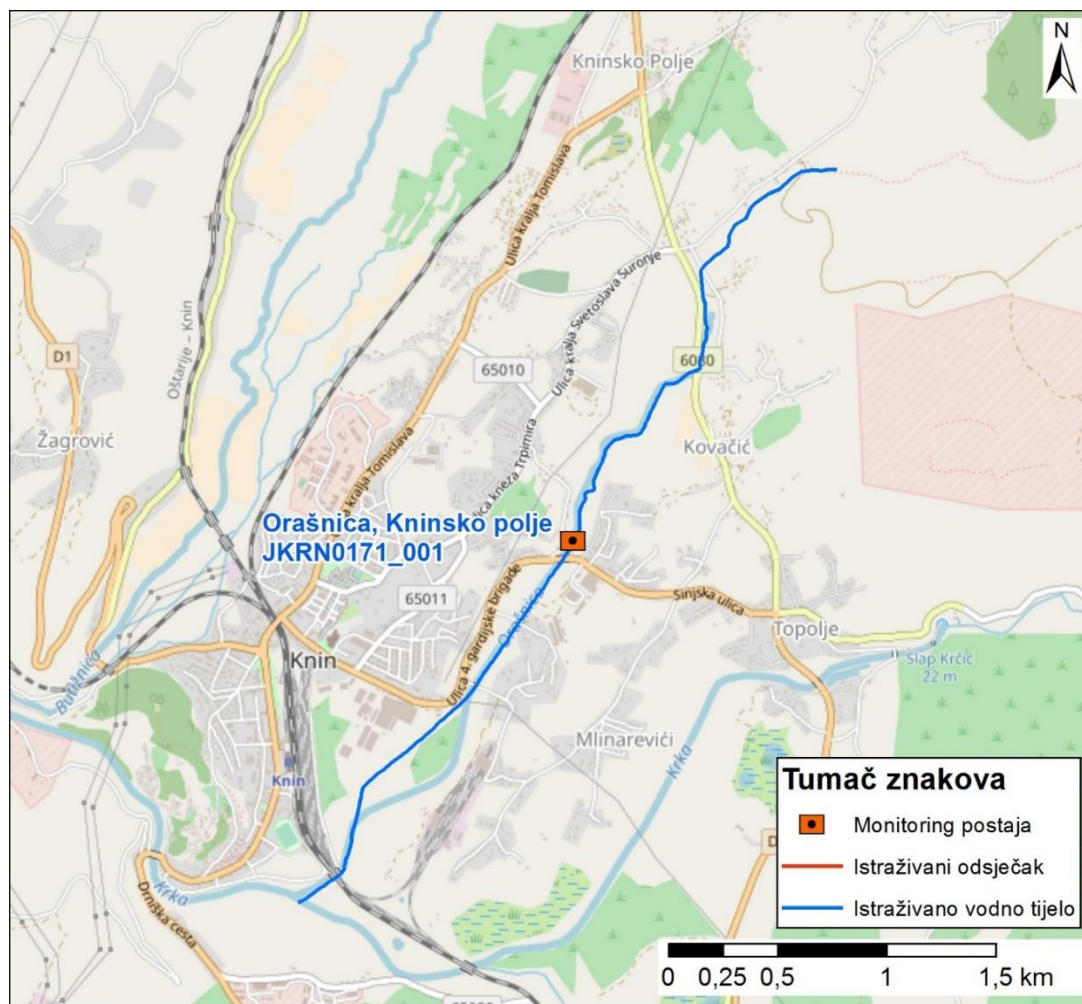 N
Kninsko Polje
Ulica kralja Tomislava
Oštarije – Knin
D1
Ulica kralja Svetoslava Suronje
65010
6080
Žagrović
Kovačić
kralja Tomislava
kneza Trpimira
Orašnica, Kninsko polje
JKRN0171_001
65011
Ulica 4. gardijske brigade
Orašnica
Sinjska ulica
Topolje
Slap Krčić
22 m
Butižnica
Knin
Mlinarevići
Krka
Knin
Krka
Drniška cesta
Tumač znakova
Monitoring postaja
Istraživani odsječak
Istraživano vodno tijelo
0 0,25 0,5 1 1,5 km